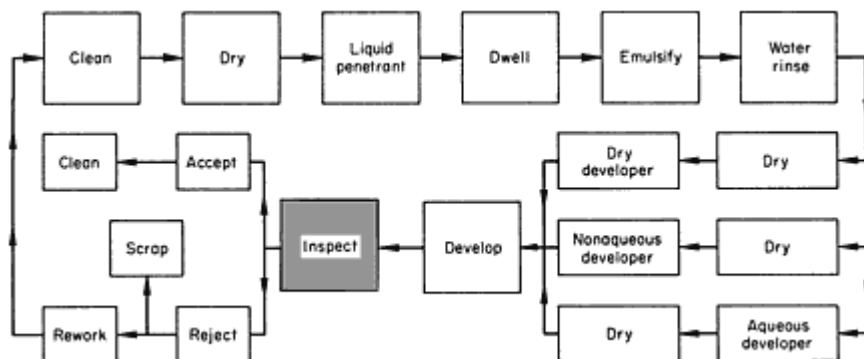 Clean
Dry
Liquid
penetrant
Dwell
Emulsify
Water
rinse
Clean
Accept
Dry
developer
Dry
Scrap
Inspect
Develop
Nonaqueous
developer
Dry
Rework
Reject
Dry
Aqueous
developer